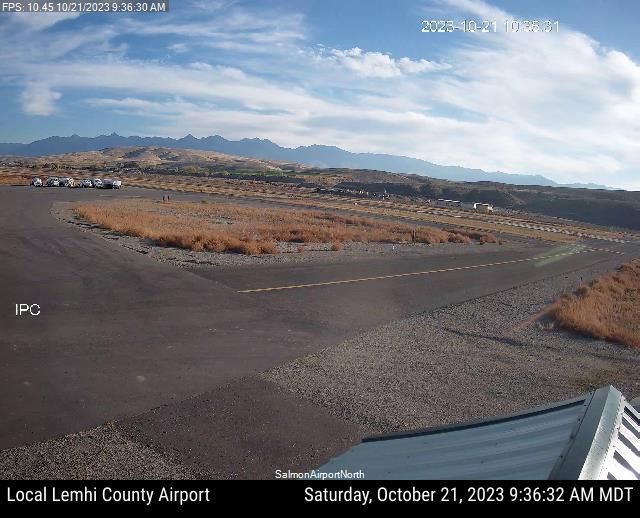 FPS: 10.45 10/21/2023 9:36:30 AM
2023-10-21 10:36:31
IPC
SalmonAirportNorth
Local Lemhi County Airport Saturday, October 21, 2023 9:36:32 AM MDT